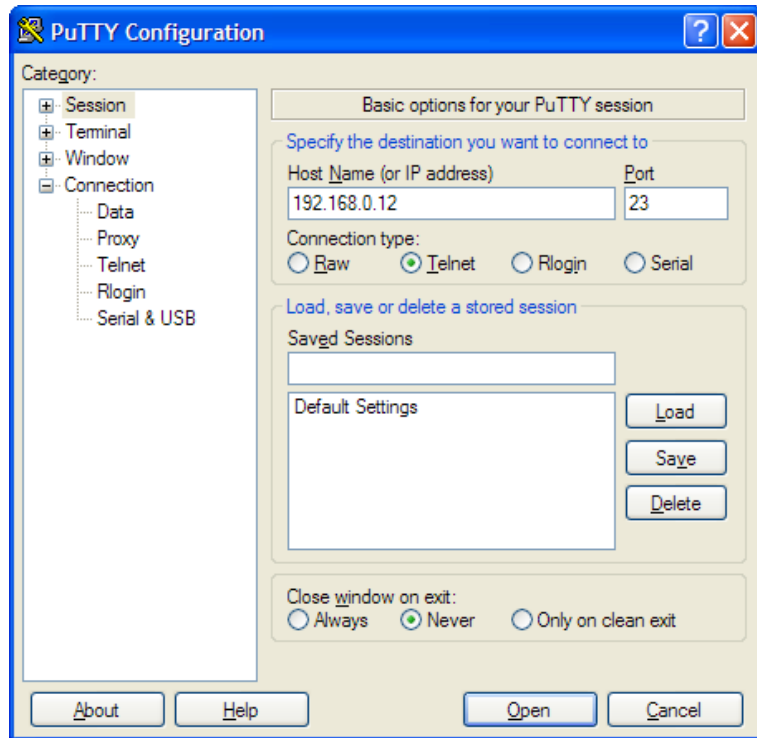 PuTTY Configuration
Category:
Session
Terminal
Window
Connection
Data
Proxy
Telnet
Rlogin
Serial & USB
Basic options for your PuTTY session
Specify the destination you want to connect to
Host Name (or IP address) Port
192.168.0.12 23
Connection type:
Raw Telnet Rlogin Serial
Load, save or delete a stored session
Saved Sessions
Default Settings
Load
Save
Delete
Close window on exit:
Always Never Only on clean exit
About Help Open Cancel